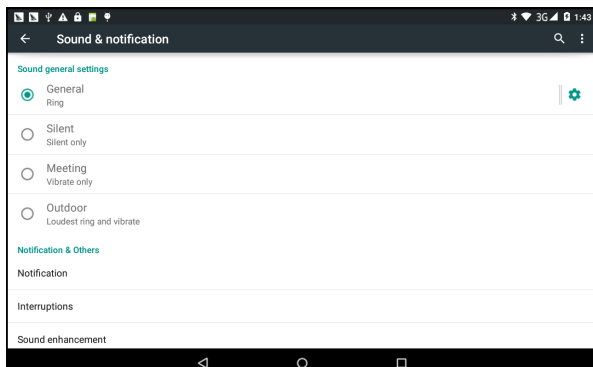 3G 1:43
Sound & notification
Sound general settings
General
Ring
Silent
Silent only
Meeting
Vibrate only
Outdoor
Loudest ring and vibrate
Notification & Others
Notification
Interruptions
Sound enhancement